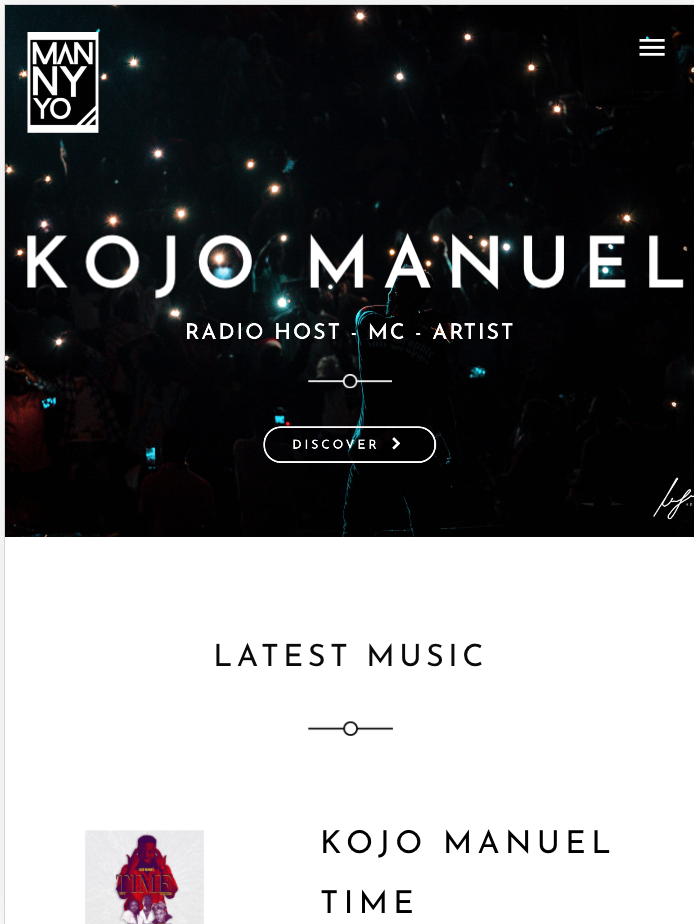 MAN
NY
YO
KOJO MANUEL
RADIO HOST - MC - ARTIST
DISCOVER
LATEST MUSIC
KOJO MANUEL
TIME
TIME